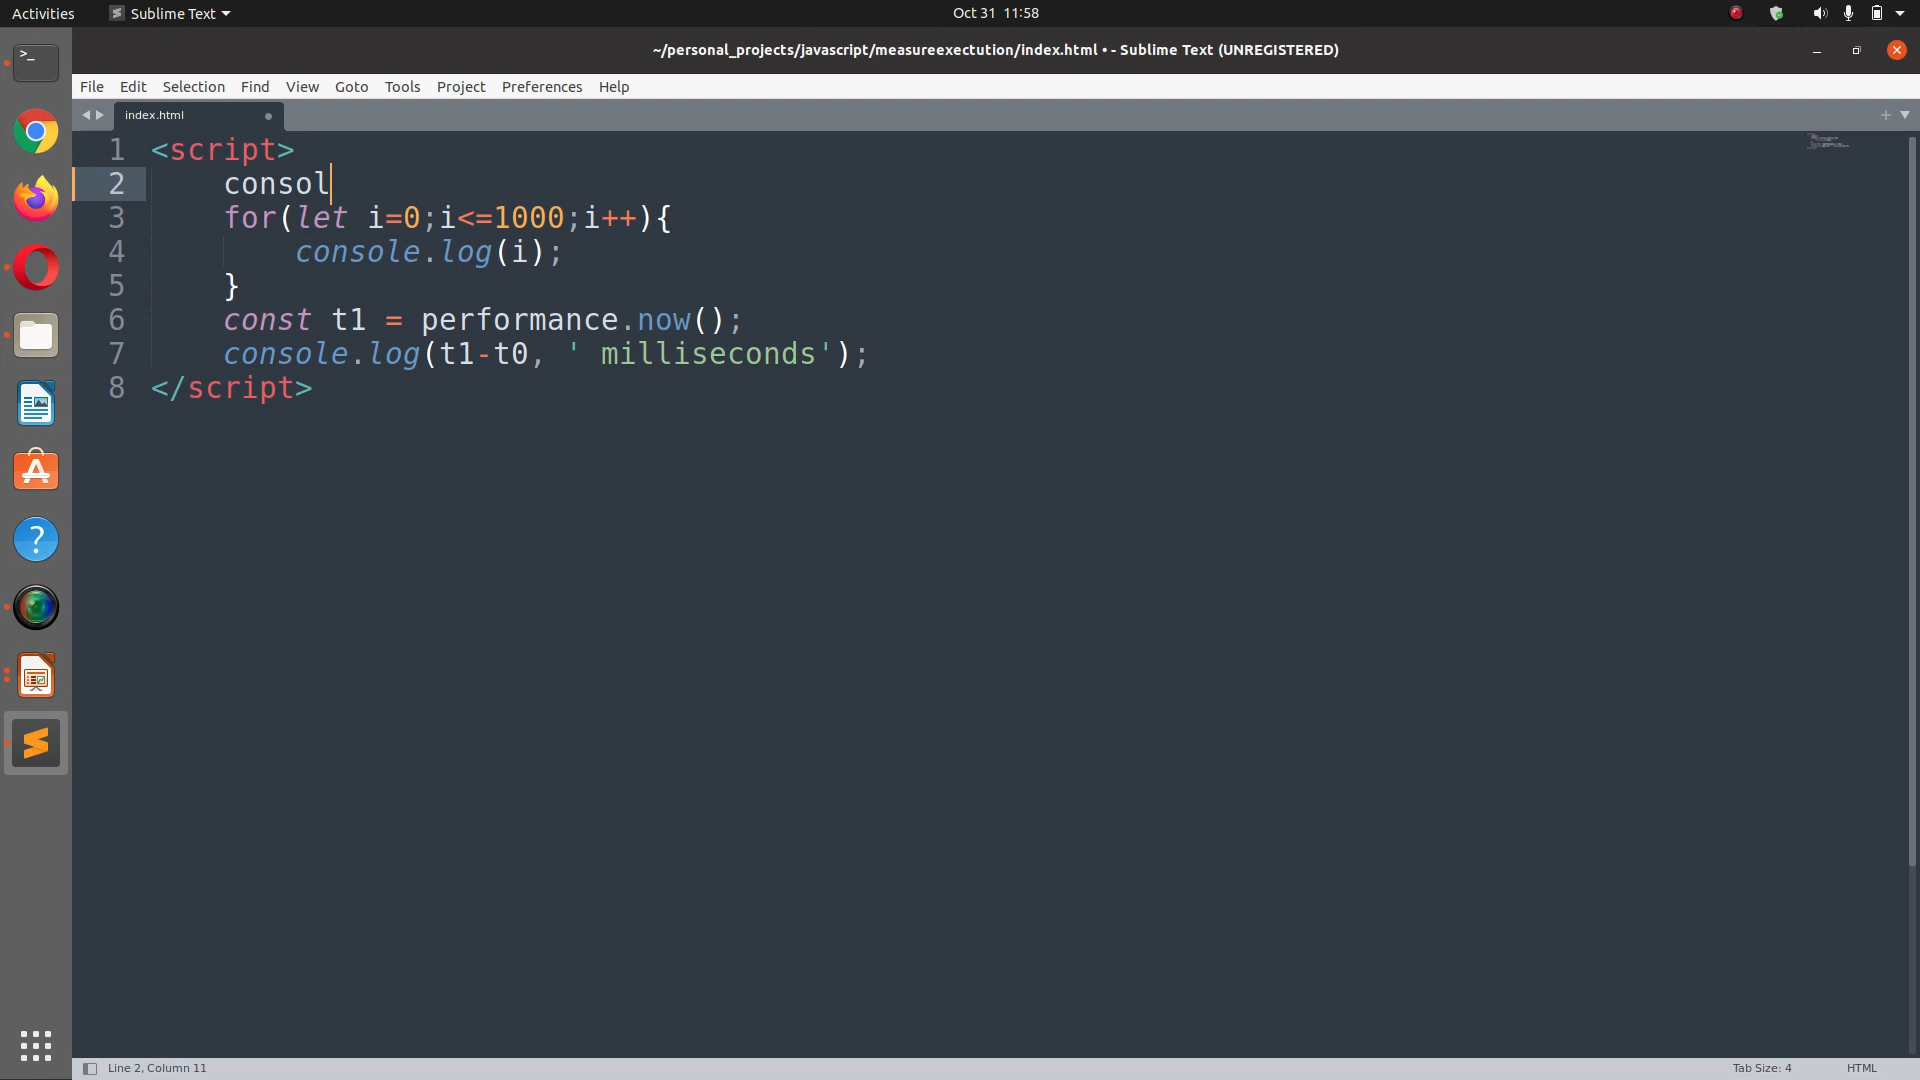 Activities Sublime Text Oct 31 11:58
~/personal_projects/javascript/measureexectution/index.html • - Sublime Text (UNREGISTERED)
File Edit Selection Find View Goto Tools Project Preferences Help
index.html
1 <script>
2 consol
3 for(let i=0;i<=1000;i++){
4 console.log(i);
5 }
6 const t1 = performance.now();
7 console.log(t1-t0, ' milliseconds');
8 </script>
Line 2, Column 11 Tab Size: 4 HTML